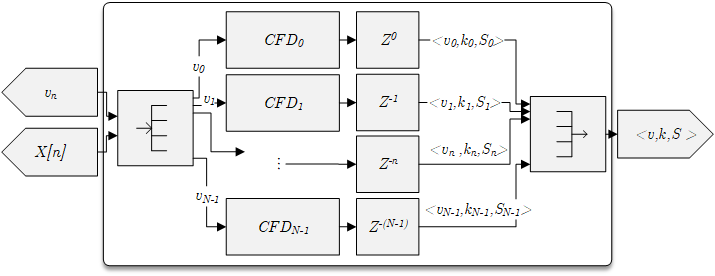 υn
X[n]
υ0
υ1
υN-1
CFD0
Z0
<υ0,k0,S0>
CFD1
Z-1
<υ1,k1,S1>
⋮
Z-n
<υn ,kn,Sn>
CFDN-1
Z-(N-1)
<υN-1,kN-1,SN-1>
<υ,k,S >